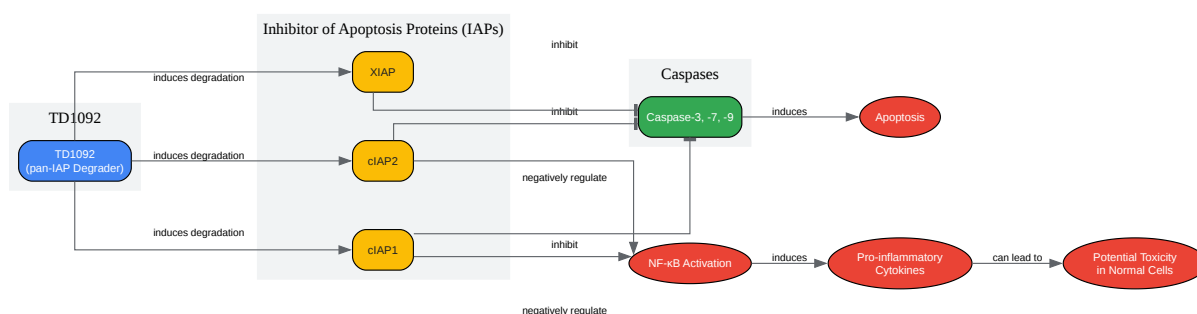 Inhibitor of Apoptosis Proteins (IAPs)
inhibit
XIAP
induces degradation
Caspases
TD1092
inhibit
Caspase-3, -7, -9
induces
Apoptosis
TD1092
(pan-IAP Degrader)
induces degradation
cIAP2
negatively regulate
induces degradation
cIAP1
inhibit
NF-κB Activation
induces
Pro-inflammatory
Cytokines
can lead to
Potential Toxicity
in Normal Cells
negatively regulate